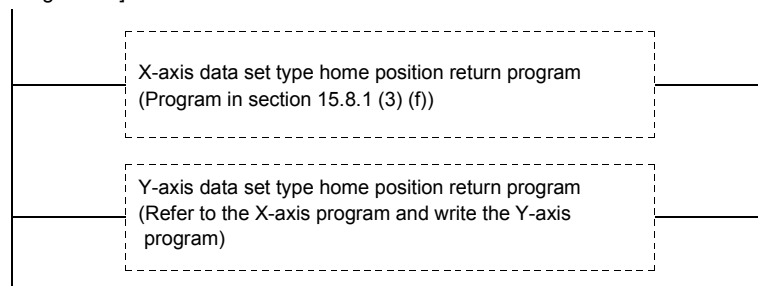 X-axis data set type home position return program
(Program in section 15.8.1 (3) (f))
Y-axis data set type home position return program
(Refer to the X-axis program and write the Y-axis
program)